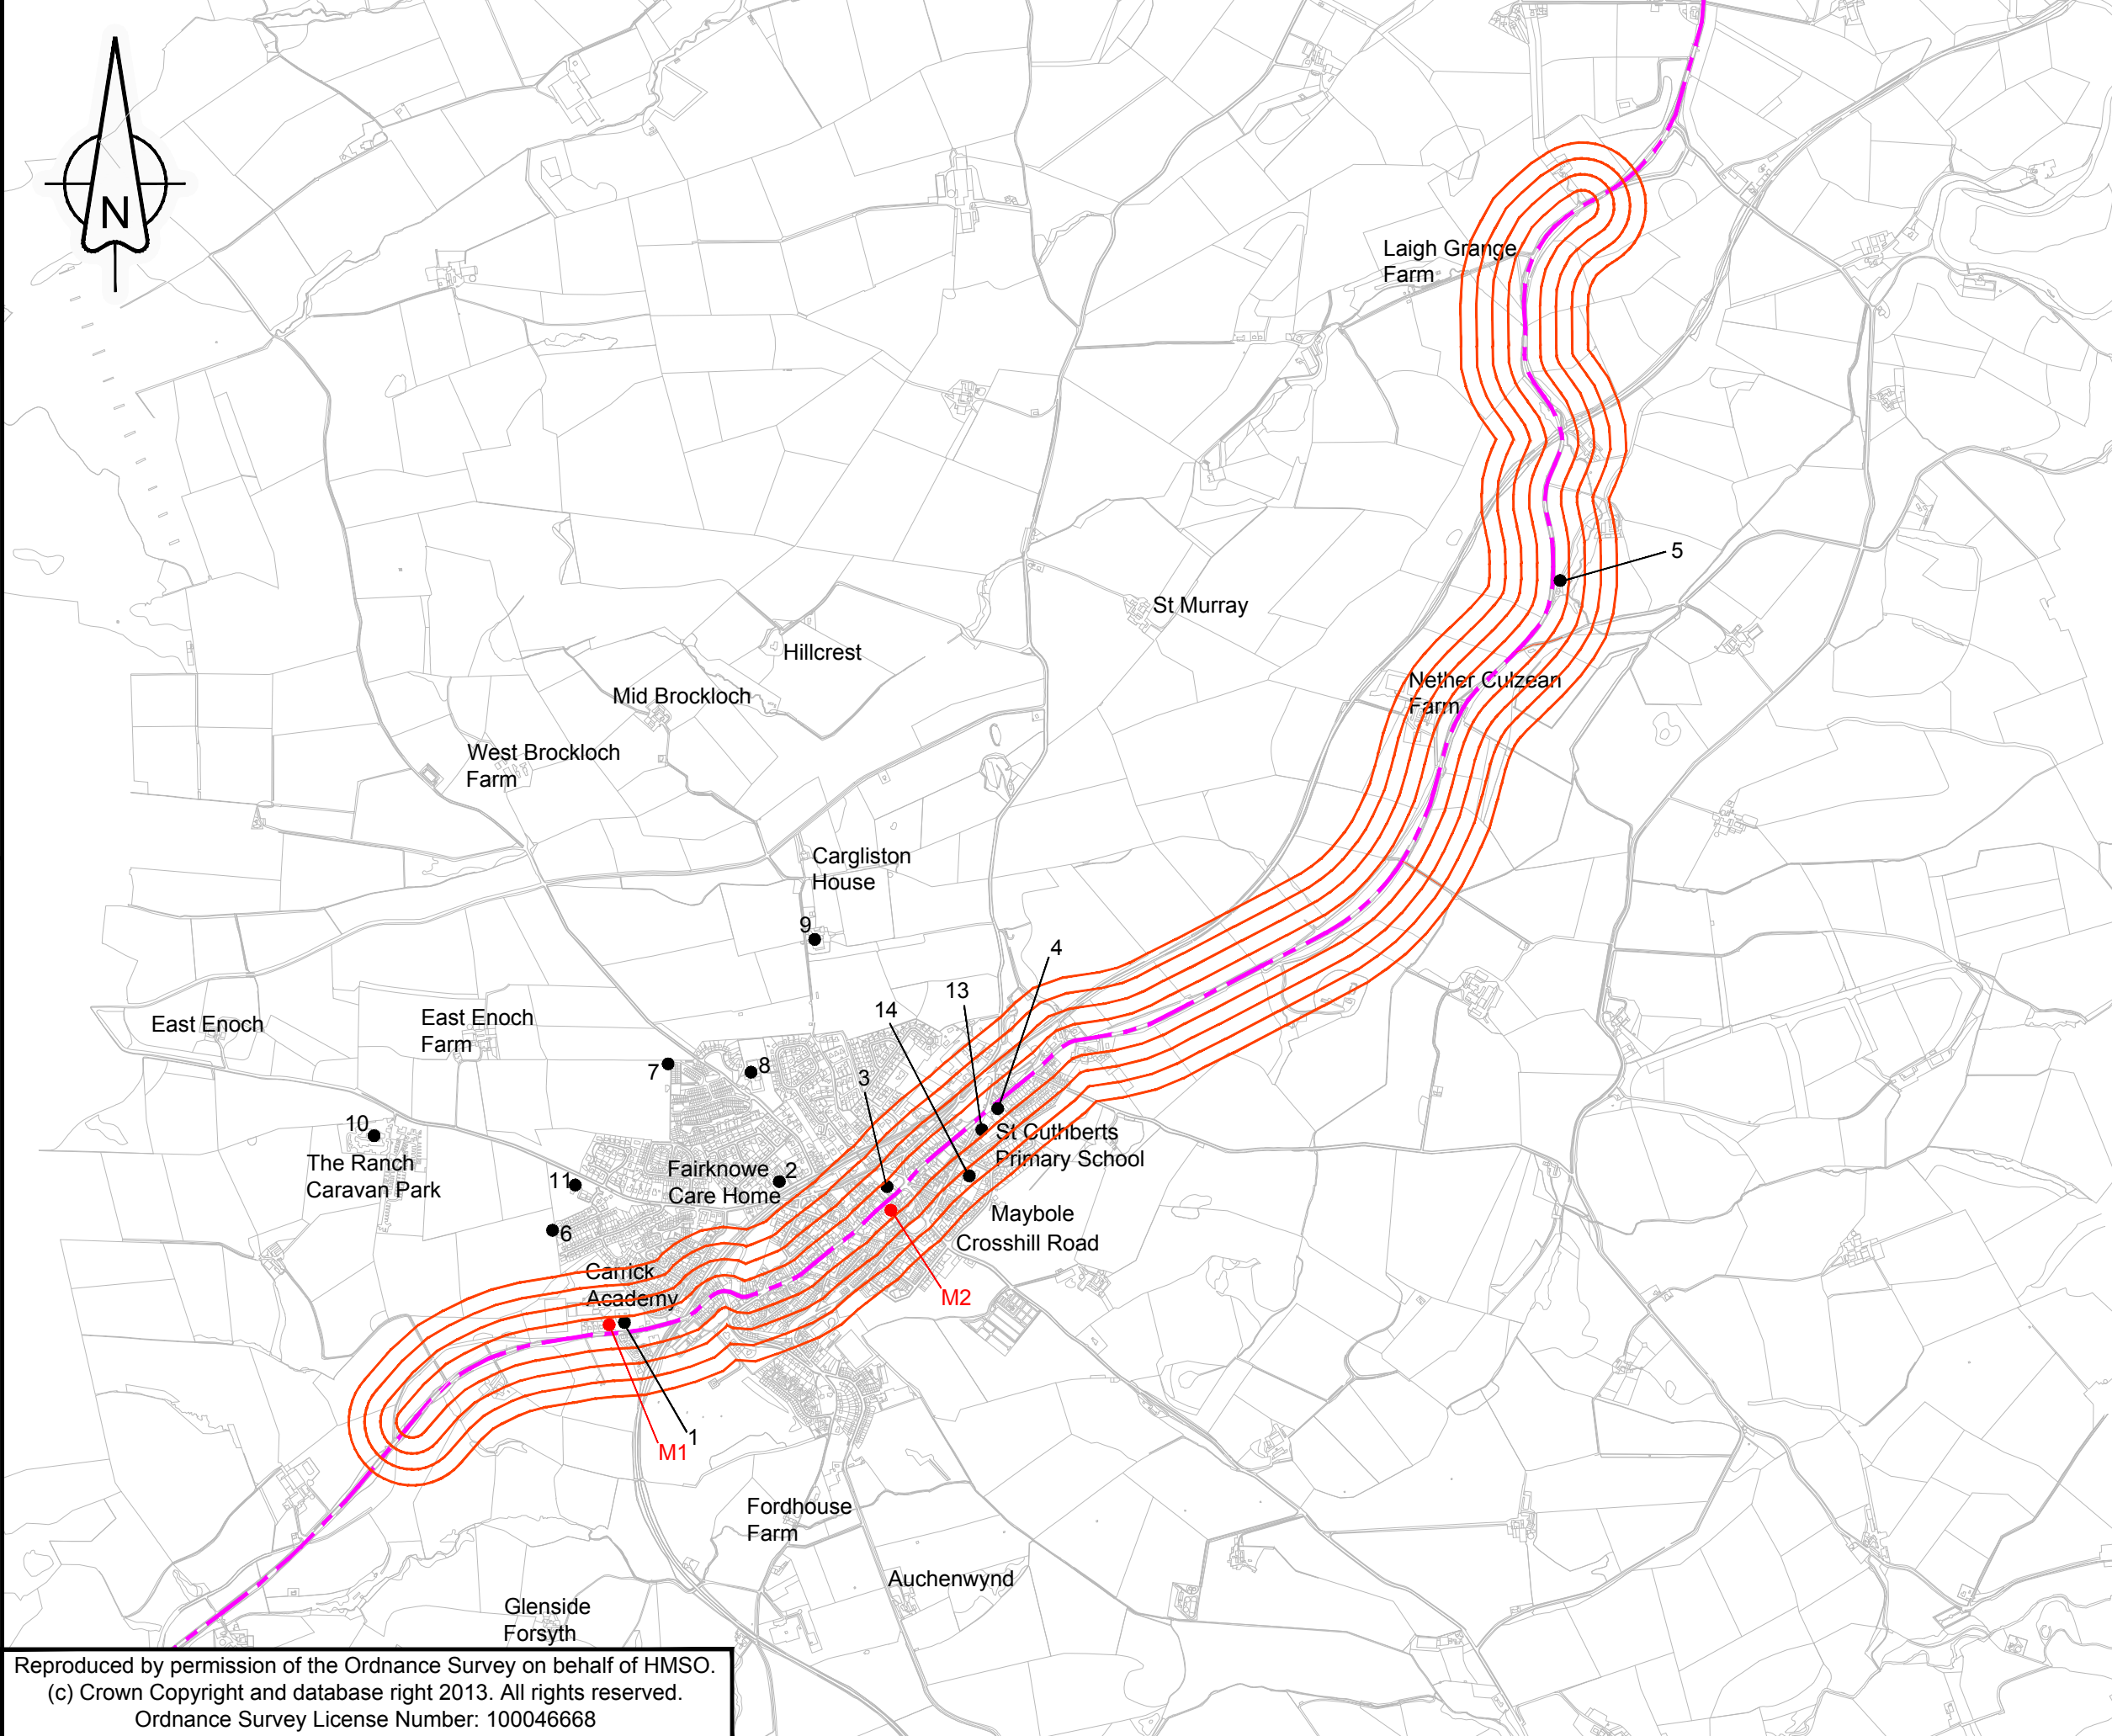 N
Laigh Grange
Farm
5
St Murray
Hillcrest
Nether Culzean
Farm
Mid Brockloch
West Brockloch
Farm
Cargliston
House
9
4
13
14
East Enoch
East Enoch
Farm
7
8
3
10
St Cuthberts
Primary School
The Ranch
Caravan Park
Fairknowe
Care Home
2
11
6
Maybole
Crosshill Road
Carrick
Academy
M2
1
M1
Fordhouse
Farm
Auchenwynd
Glenside
Forsyth
Reproduced by permission of the Ordnance Survey on behalf of HMSO.
(c) Crown Copyright and database right 2013. All rights reserved.
Ordnance Survey License Number: 100046668